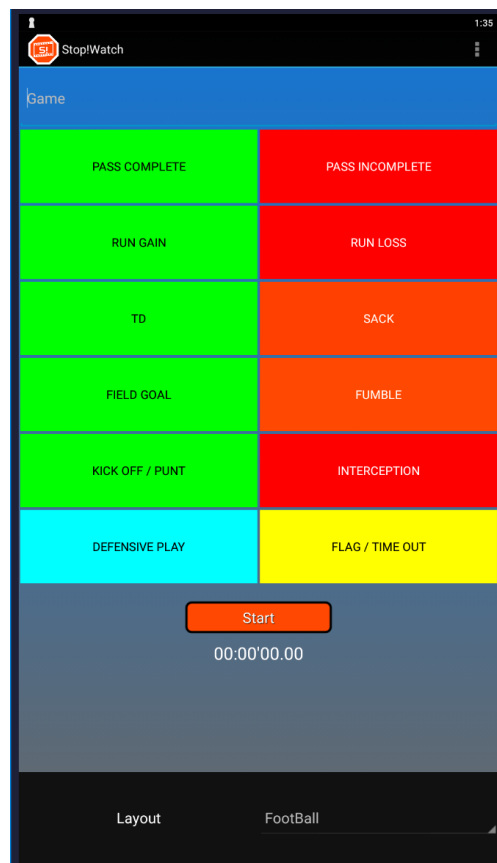 1:35
SI
Stop!Watch
Game
PASS COMPLETE PASS INCOMPLETE
RUN GAIN RUN LOSS
TD SACK
FIELD GOAL FUMBLE
KICK OFF / PUNT INTERCEPTION
DEFENSIVE PLAY FLAG / TIME OUT
Start
00:00'00.00
Layout FootBall